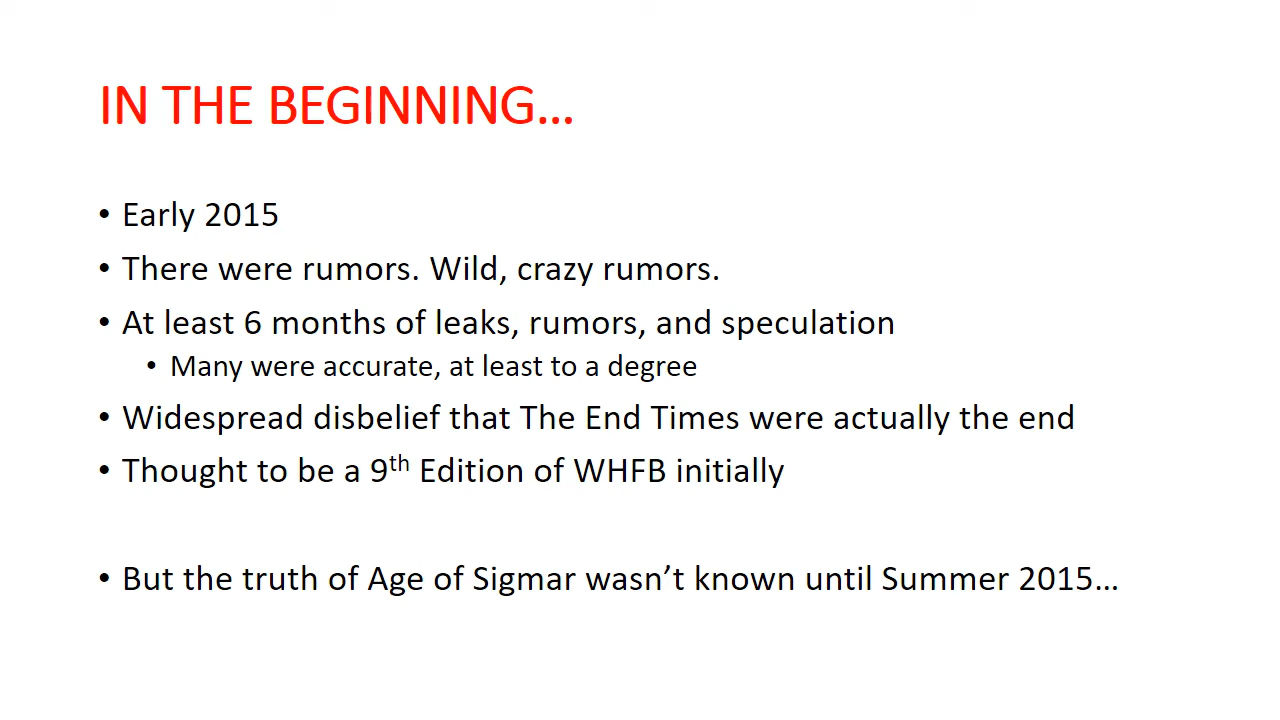 IN THE BEGINNING…
• Early 2015
• There were rumors. Wild, crazy rumors.
• At least 6 months of leaks, rumors, and speculation
• Many were accurate, at least to a degree
• Widespread disbelief that The End Times were actually the end
• Thought to be a 9th Edition of WHFB initially
• But the truth of Age of Sigmar wasn’t known until Summer 2015…